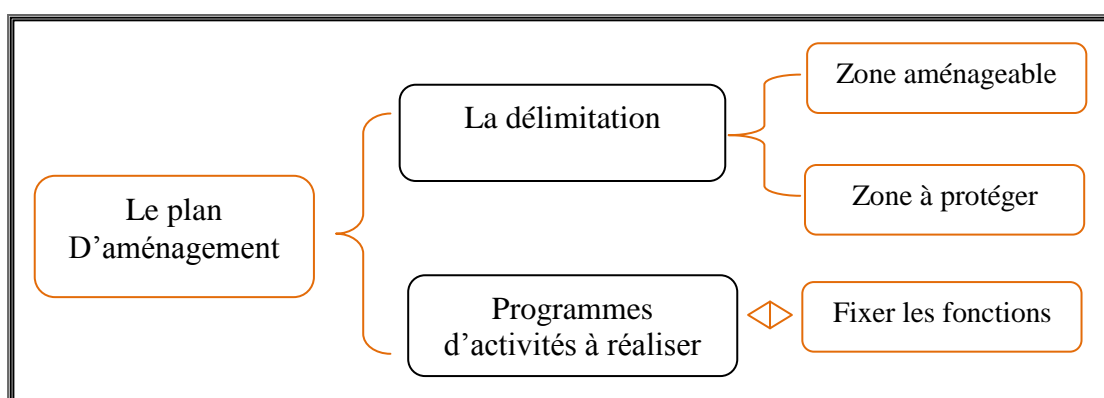 Le plan
D’aménagement
La délimitation
Zone aménageable
Zone à protéger
Programmes
d’activités à réaliser
Fixer les fonctions